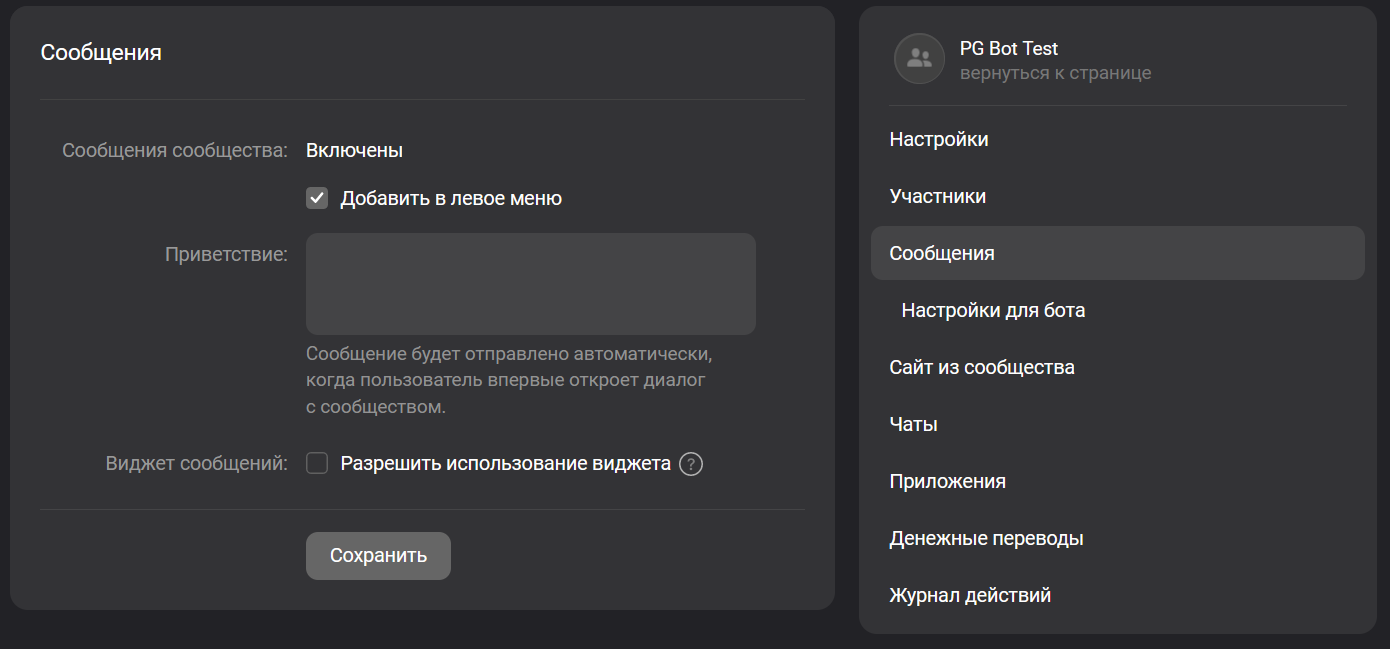 Сообщения
Сообщения сообщества: Включены
Добавить в левое меню
Приветствие:
Сообщение будет отправлено автоматически,
когда пользователь впервые откроет диалог
с сообществом.
Виджет сообщений: Разрешить использование виджета ?
Сохранить
PG Bot Test
вернуться к странице
Настройки
Участники
Сообщения
Настройки для бота
Сайт из сообщества
Чаты
Приложения
Денежные переводы
Журнал действий